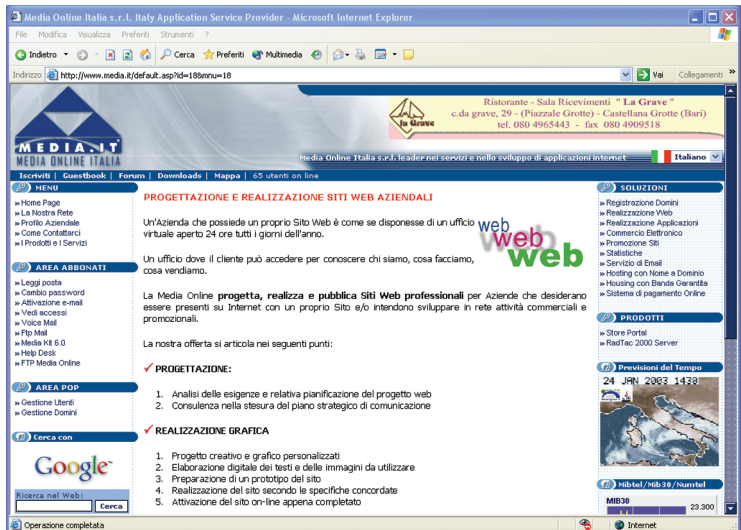 Media Online Italia s.r.l. Italy Application Service Provider - Microsoft Internet Explorer
File Modifica Visualizza Preferiti Strumenti ?
Indietro Cerca Preferiti Multimedia
Indirizzo http://www.media.it/default.asp?id=18&mnu=18 Vai Collegamenti »
la Grave
Ristorante - Sala Ricevimenti " La Grave "
c.da grave, 29 - (Piazzale Grotte) - Castellana Grotte (Bari)
tel. 080 4965443 - fax 080 4909518
MEDIA.IT
MEDIA ONLINE ITALIA
Media Online Italia s.r.l. leader nei servizi e nello sviluppo di applicazioni internet Italiano
Iscriviti | Guestbook | Forum | Downloads | Mappa | 65 utenti on line
MENU
» Home Page
» La Nostra Rete
» Profilo Aziendale
» Come Contattarci
» I Prodotti e I Servizi
AREA ABBONATI
» Leggi posta
» Cambio password
» Attivazione e-mail
» Vedi accessi
» Voice Mail
» Ftp Mail
» Media Kit 6.0
» Help Desk
» FTP Media Online
AREA POP
» Gestione Utenti
» Gestione Domini
Cerca con
Google
Ricerca nel Web:
Cerca
PROGETTAZIONE E REALIZZAZIONE SITI WEB AZIENDALI
Un'Azienda che possiede un proprio Sito Web è come se disponesse di un ufficio
virtuale aperto 24 ore tutti i giorni dell'anno.
web
web
web
Un ufficio dove il cliente può accedere per conoscere chi siamo, cosa facciamo,
cosa vendiamo.
La Media Online progetta, realizza e pubblica Siti Web professionali per Aziende che desiderano
essere presenti su Internet con un proprio Sito e/o intendono sviluppare in rete attività commerciali e
promozionali.
La nostra offerta si articola nei seguenti punti:
PROGETTAZIONE:
1. Analisi delle esigenze e relativa pianificazione del progetto web
2. Consulenza nella stesura del piano strategico di comunicazione
REALIZZAZIONE GRAFICA
1. Progetto creativo e grafico personalizzati
2. Elaborazione digitale dei testi e delle immagini da utilizzare
3. Preparazione di un prototipo del sito
4. Realizzazione del sito secondo le specifiche concordate
5. Attivazione del sito on-line appena completato
SOLUZIONI
» Registrazione Domini
» Realizzazione Web
» Realizzazione Applicazioni
» Commercio Elettronico
» Promozione Siti
» Statistiche
» Servizio di Email
» Hosting con Nome a Dominio
» Housing con Banda Garantita
» Sistema di pagamento Online
PRODOTTI
» Store Portal
» RadTac 2000 Server
Previsioni del Tempo
24 JAN 2003 1430
Mibtel/Mib30/Numtel
MIB30
23.300
Operazione completata Internet